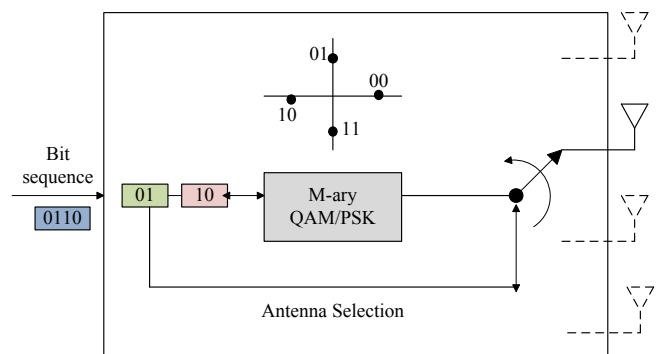 01
00
10
11
Bit
sequence
0110
01
10
M-ary
QAM/PSK
Antenna Selection